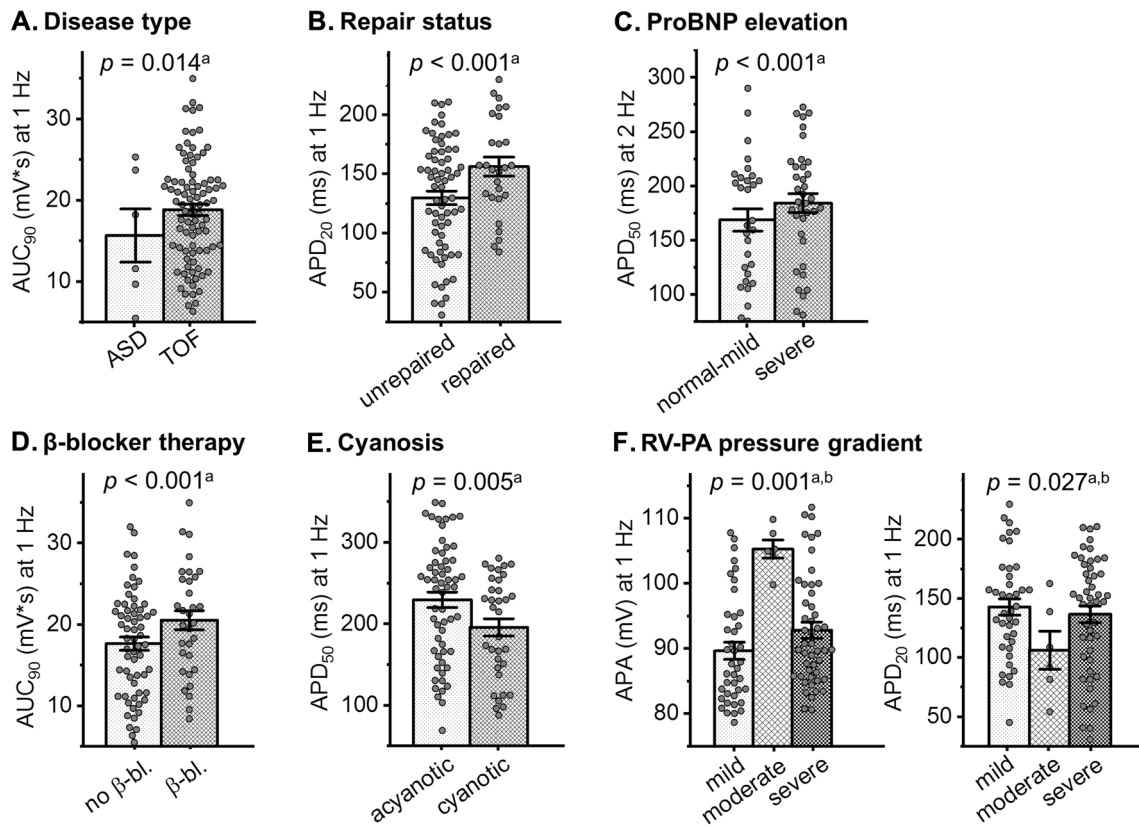 A. Disease type
p = 0.014a
AUC90 (mV*s) at 1 Hz
30
20
10
ASD
TOF
B. Repair status
p < 0.001a
APD20 (ms) at 1 Hz
200
150
100
50
unrepaired
repaired
C. ProBNP elevation
p < 0.001a
APD50 (ms) at 2 Hz
300
250
200
150
100
normal-mild
severe
D. β-blocker therapy
p < 0.001a
AUC90 (mV*s) at 1 Hz
30
20
10
no β-bl.
β-bl.
E. Cyanosis
p = 0.005a
APD50 (ms) at 1 Hz
300
200
100
acyanotic
cyanotic
F. RV-PA pressure gradient
p = 0.001a,b
APA (mV) at 1 Hz
110
100
90
80
mild
moderate
severe
p = 0.027a,b
APD20 (ms) at 1 Hz
200
150
100
50
mild
moderate
severe